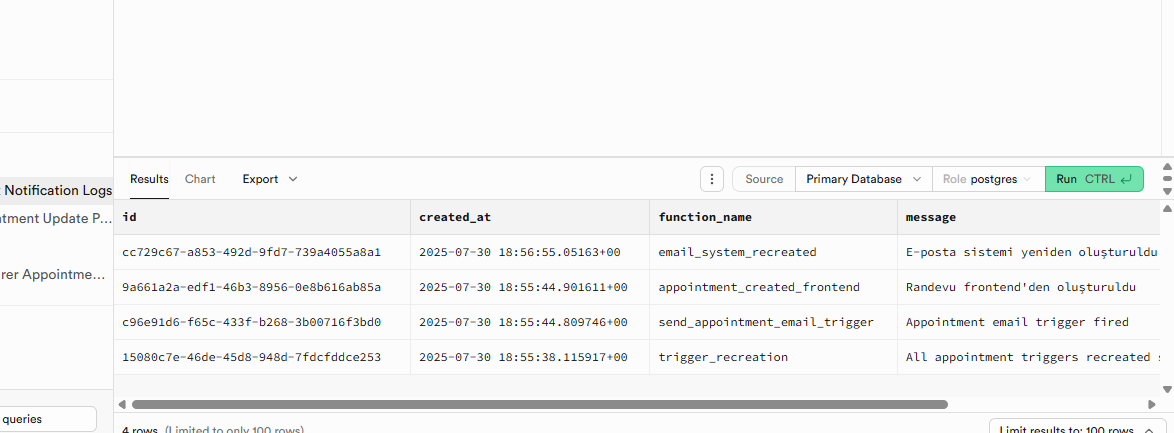 Notification Logs
ntment Update P...
rer Appointme...
queries
Results Chart Export
Source Primary Database Role postgres Run CTRL
id created_at function_name message
cc729c67-a853-492d-9fd7-739a4055a8a1 2025-07-30 18:56:55.05163+00 email_system_recreated E-posta sistemi yeniden oluşturuldu
9a661a2a-edf1-46b3-8956-0e8b616ab85a 2025-07-30 18:55:44.901611+00 appointment_created_frontend Randevu frontend'den oluşturuldu
c96e91d6-f65c-433f-b268-3b00716f3bd0 2025-07-30 18:55:44.809746+00 send_appointment_email_trigger Appointment email trigger fired
15080c7e-46de-45d8-948d-7fdcfddce253 2025-07-30 18:55:38.115917+00 trigger_recreation All appointment triggers recreated s
4 rows (Limited to only 100 rows) Limit results to: 100 rows